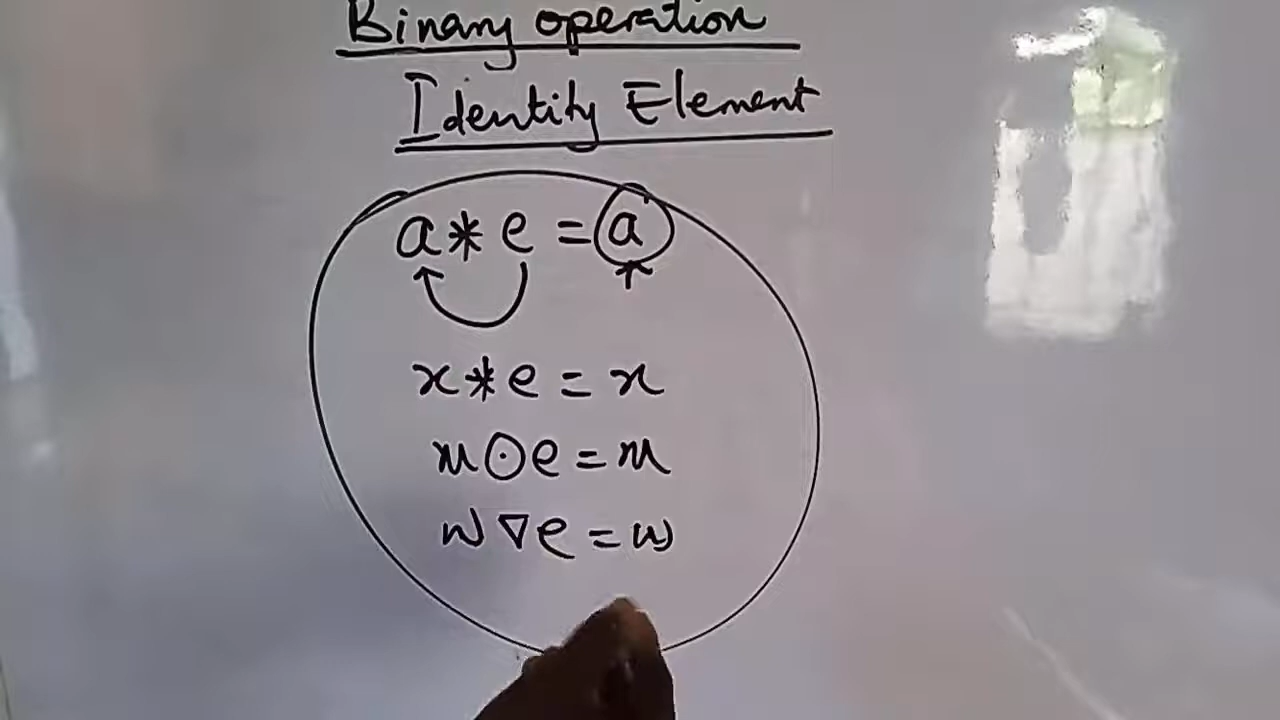 Binary operation
Identity Element
a * e = a
x * e = x
m ⊙ e = m
w ∇ e = w